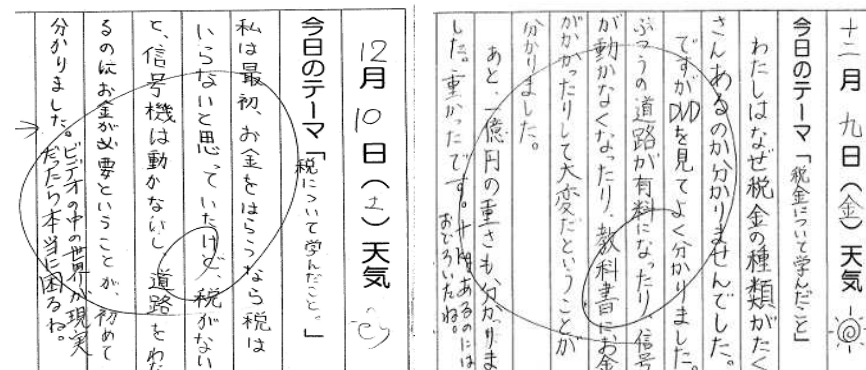 十二月九日(金)天気
今日のテーマ「税金について学んだこと」
わたしはなぜ税金の種類がたく
さんあるのか分かりませんでした。
ですがDVDを見てよく分かりました。
ふつうの道路が有料になったり、信号
が動かなくなったり、教科書にお金
がかかったりして大変だということが
分かりました。
あと、一億円の重さも分かりま
した。重かったです。十kgあるのには
おどろいたね。
12月10日(土)天気
今日のテーマ「税について学んだこと。」
私は最初、お金をはらうなら税は
いらないと思っていたけど、税がない
と、信号機は動かないし、道路をわた
るのにお金が必要ということが、初めて
分かりました。ビデオの中の世界が現実
だったら本当に困るね。